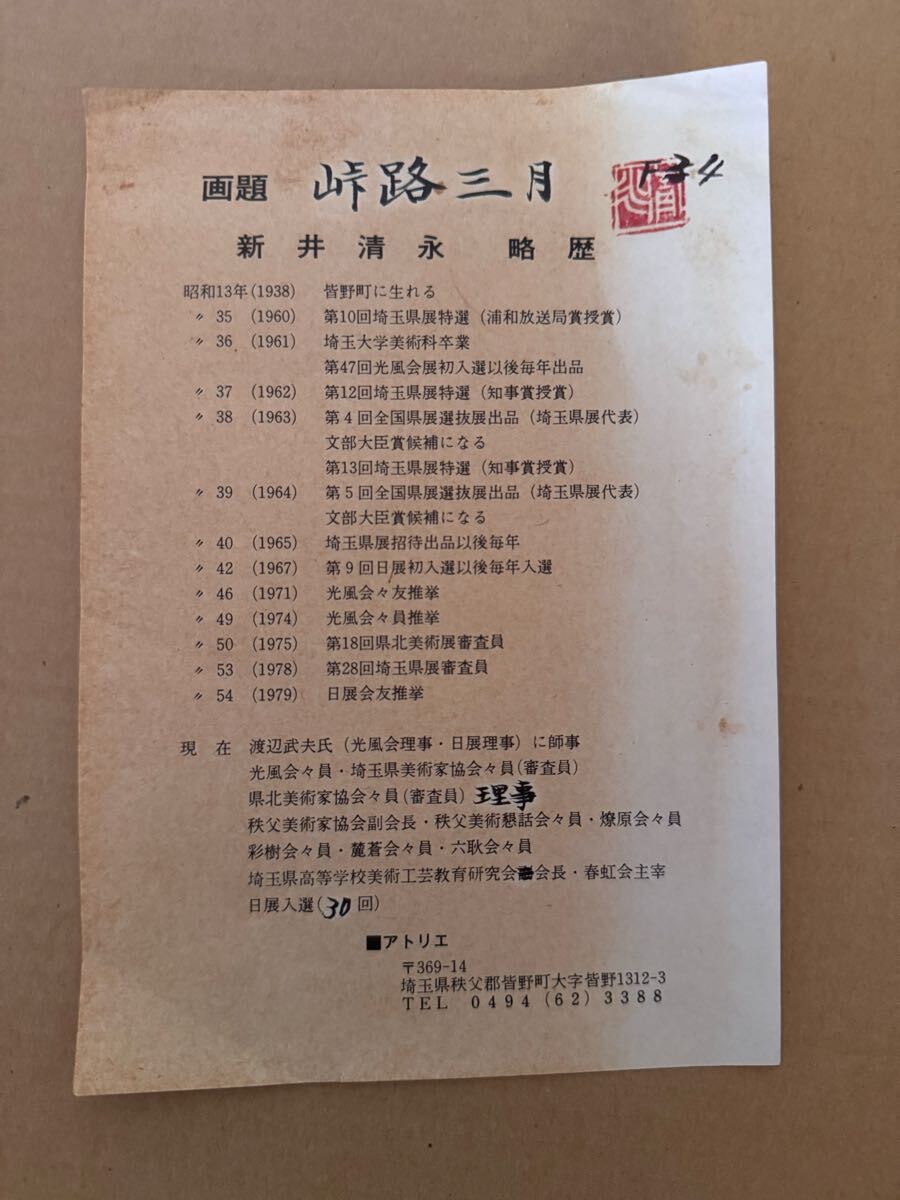 画題 峠路三月 F34
新井清永 略歴
昭和13年(1938) 皆野町に生れる
〃 35 (1960) 第10回埼玉県展特選（浦和放送局賞授賞）
〃 36 (1961) 埼玉大学美術科卒業
第47回光風会展初入選以後毎年出品
〃 37 (1962) 第12回埼玉県展特選（知事賞授賞）
〃 38 (1963) 第4回全国県展選抜展出品（埼玉県展代表）
文部大臣賞候補になる
第13回埼玉県展特選（知事賞授賞）
〃 39 (1964) 第5回全国県展選抜展出品（埼玉県展代表）
文部大臣賞候補になる
〃 40 (1965) 埼玉県展招待出品以後毎年
〃 42 (1967) 第9回日展初入選以後毎年入選
〃 46 (1971) 光風会々友推挙
〃 49 (1974) 光風会々員推挙
〃 50 (1975) 第18回県北美術展審査員
〃 53 (1978) 第28回埼玉県展審査員
〃 54 (1979) 日展会友推挙
現在 渡辺武夫氏（光風会理事・日展理事）に師事
光風会々員・埼玉県美術家協会々員(審査員)
県北美術家協会々員(審査員) 理事
秩父美術家協会副会長・秩父美術懇話会々員・燎原会々員
彩樹会々員・麓蒼会々員・六耿会々員
埼玉県高等学校美術工芸教育研究会会長・春虹会主宰
日展入選(30回)
■アトリエ
〒369-14
埼玉県秩父郡皆野町大字皆野1312-3
TEL 0494(62)3388